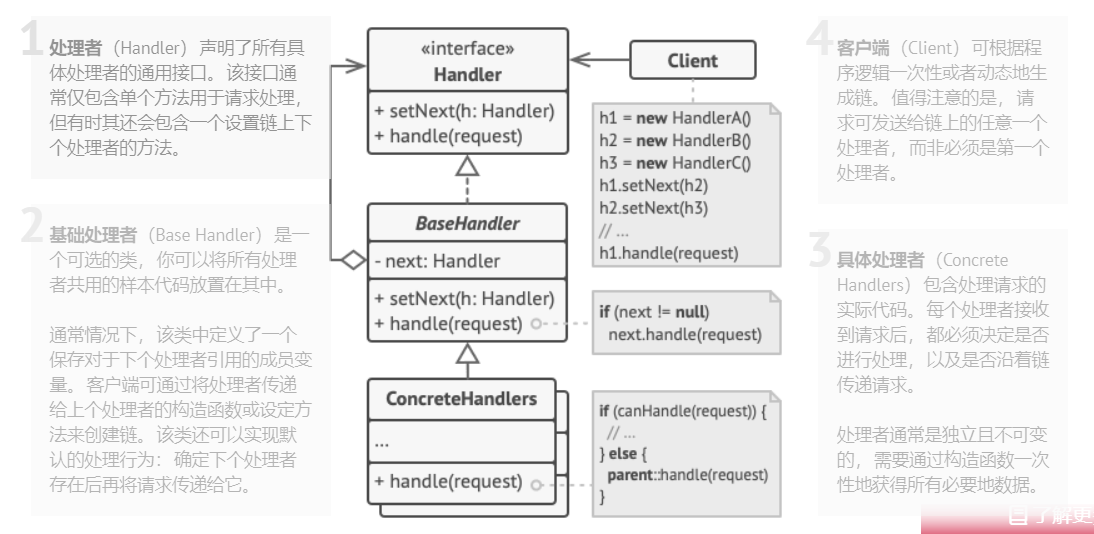 1
处理者（Handler）声明了所有具
体处理者的通用接口。该接口通
常仅包含单个方法用于请求处理，
但有时其还会包含一个设置链上下
个处理者的方法。
2
基础处理者（Base Handler）是一
个可选的类，你可以将所有处理
者共用的样本代码放置在其中。
通常情况下，该类中定义了一个
保存对于下个处理者引用的成员变
量。客户端可通过将处理者传递
给上个处理者的构造函数或设定方
法来创建链。该类还可以实现默
认的处理行为：确定下个处理者
存在后再将请求传递给它。
«interface»
Handler
+ setNext(h: Handler)
+ handle(request)
BaseHandler
- next: Handler
+ setNext(h: Handler)
+ handle(request)
ConcreteHandlers
...
+ handle(request)
Client
h1 = new HandlerA()
h2 = new HandlerB()
h3 = new HandlerC()
h1.setNext(h2)
h2.setNext(h3)
// ...
h1.handle(request)
if (next != null)
next.handle(request)
if (canHandle(request)) {
// ...
} else {
parent::handle(request)
}
4
客户端（Client）可根据程
序逻辑一次性或者动态地生
成链。值得注意的是，请
求可发送给链上的任意一个
处理者，而非必须是第一个
处理者。
3
具体处理者（Concrete
Handlers）包含处理请求的
实际代码。每个处理者接收
到请求后，都必须决定是否
进行处理，以及是否沿着链
传递请求。
处理者通常是独立且不可变
的，需要通过构造函数一次
性地获得所有必要地数据。
了解更